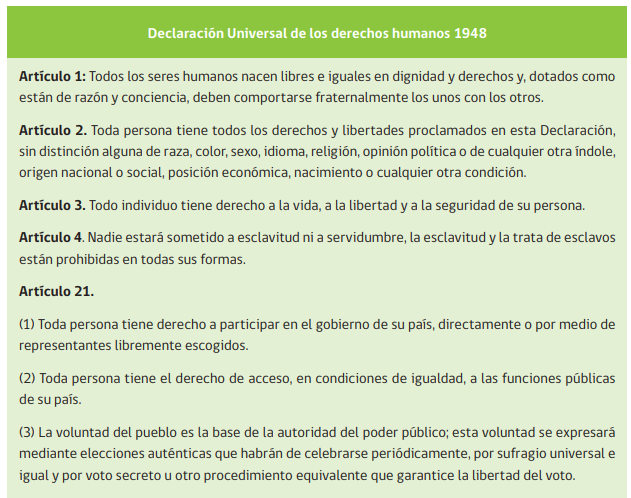 Declaración Universal de los derechos humanos 1948
Artículo 1: Todos los seres humanos nacen libres e iguales en dignidad y derechos y, dotados como
están de razón y conciencia, deben comportarse fraternalmente los unos con los otros.
Artículo 2. Toda persona tiene todos los derechos y libertades proclamados en esta Declaración,
sin distinción alguna de raza, color, sexo, idioma, religión, opinión política o de cualquier otra índole,
origen nacional o social, posición económica, nacimiento o cualquier otra condición.
Artículo 3. Todo individuo tiene derecho a la vida, a la libertad y a la seguridad de su persona.
Artículo 4. Nadie estará sometido a esclavitud ni a servidumbre, la esclavitud y la trata de esclavos
están prohibidas en todas sus formas.
Artículo 21.
(1) Toda persona tiene derecho a participar en el gobierno de su país, directamente o por medio de
representantes libremente escogidos.
(2) Toda persona tiene el derecho de acceso, en condiciones de igualdad, a las funciones públicas
de su país.
(3) La voluntad del pueblo es la base de la autoridad del poder público; esta voluntad se expresará
mediante elecciones auténticas que habrán de celebrarse periódicamente, por sufragio universal e
igual y por voto secreto u otro procedimiento equivalente que garantice la libertad del voto.